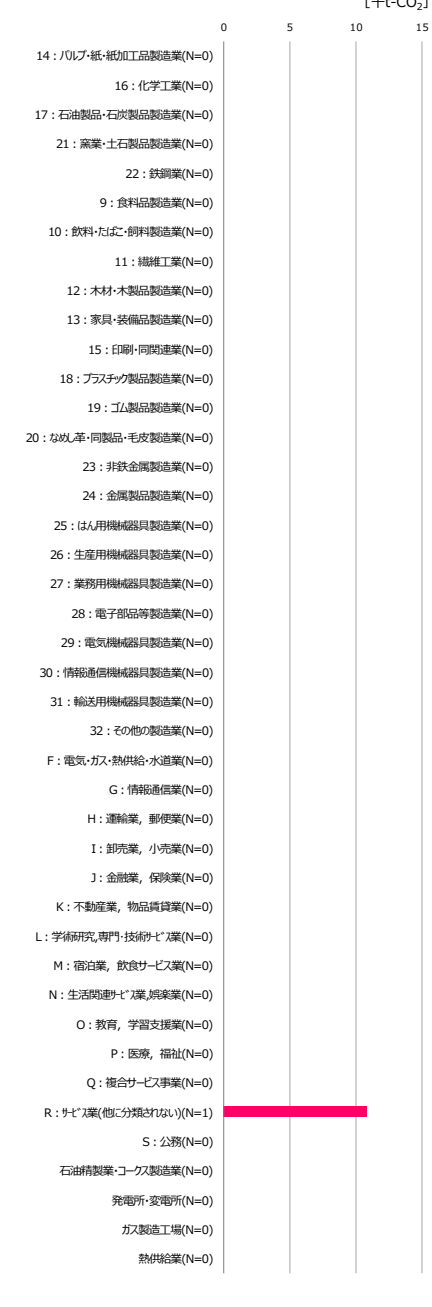 [千t-CO₂]
0 5 10 15
14：パルプ・紙・紙加工品製造業(N=0)
16：化学工業(N=0)
17：石油製品・石炭製品製造業(N=0)
21：窯業・土石製品製造業(N=0)
22：鉄鋼業(N=0)
9：食料品製造業(N=0)
10：飲料・たばこ・飼料製造業(N=0)
11：繊維工業(N=0)
12：木材・木製品製造業(N=0)
13：家具・装備品製造業(N=0)
15：印刷・同関連業(N=0)
18：プラスチック製品製造業(N=0)
19：ゴム製品製造業(N=0)
20：なめし革・同製品・毛皮製造業(N=0)
23：非鉄金属製造業(N=0)
24：金属製品製造業(N=0)
25：はん用機械器具製造業(N=0)
26：生産用機械器具製造業(N=0)
27：業務用機械器具製造業(N=0)
28：電子部品等製造業(N=0)
29：電気機械器具製造業(N=0)
30：情報通信機械器具製造業(N=0)
31：輸送用機械器具製造業(N=0)
32：その他の製造業(N=0)
F：電気・ガス・熱供給・水道業(N=0)
G：情報通信業(N=0)
H：運輸業，郵便業(N=0)
I：卸売業，小売業(N=0)
J：金融業，保険業(N=0)
K：不動産業，物品賃貸業(N=0)
L：学術研究,専門・技術ｻｰﾋﾞｽ業(N=0)
M：宿泊業，飲食サービス業(N=0)
N：生活関連ｻｰﾋﾞｽ業,娯楽業(N=0)
O：教育，学習支援業(N=0)
P：医療，福祉(N=0)
Q：複合サービス事業(N=0)
R：ｻｰﾋﾞｽ業(他に分類されない)(N=1)
S：公務(N=0)
石油精製業・コークス製造業(N=0)
発電所・変電所(N=0)
ガス製造工場(N=0)
熱供給業(N=0)